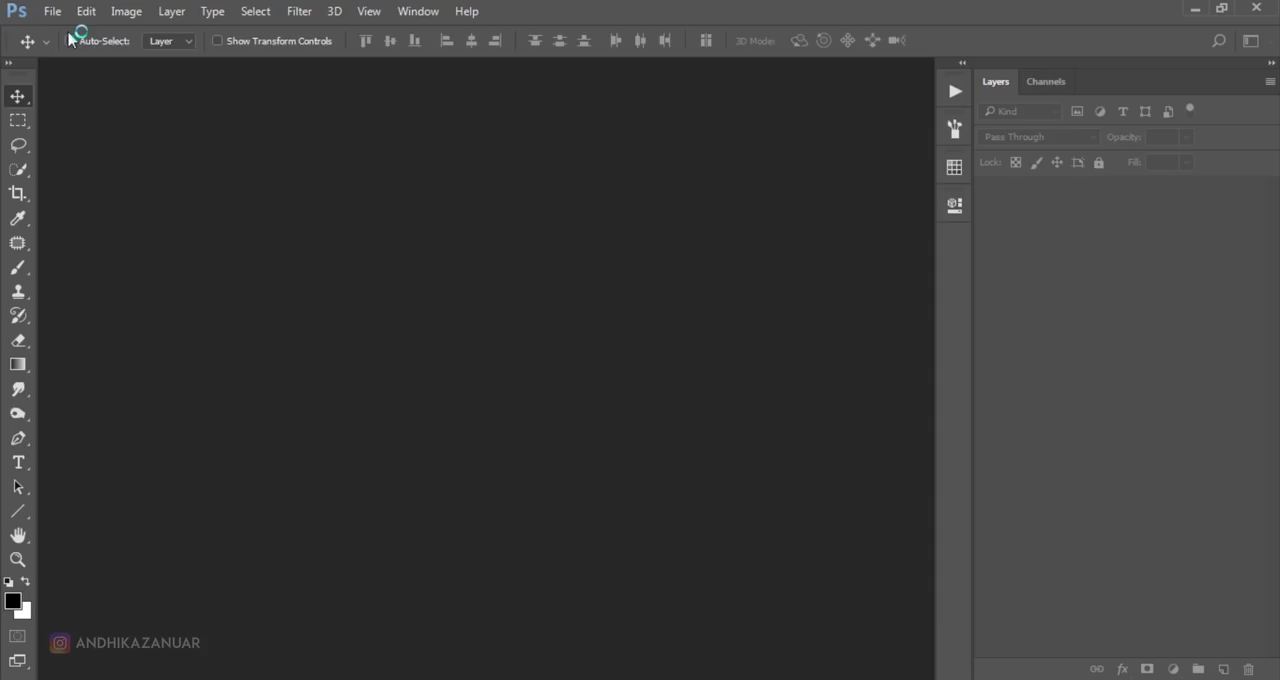 Ps File Edit Image Layer Type Select Filter 3D View Window Help
Auto-Select: Layer Show Transform Controls 3D Mode:
Layers Channels
Kind
Pass Through Opacity:
Lock: Fill:
T
ANDHIKAZANUAR
fx